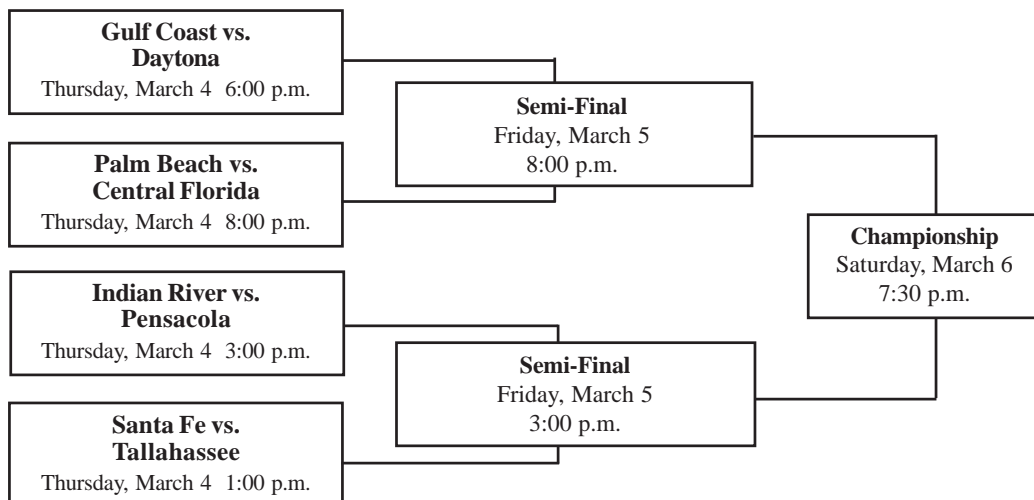 Gulf Coast vs.
Daytona
Thursday, March 4 6:00 p.m.
Palm Beach vs.
Central Florida
Thursday, March 4 8:00 p.m.
Indian River vs.
Pensacola
Thursday, March 4 3:00 p.m.
Santa Fe vs.
Tallahassee
Thursday, March 4 1:00 p.m.
Semi-Final
Friday, March 5
8:00 p.m.
Semi-Final
Friday, March 5
3:00 p.m.
Championship
Saturday, March 6
7:30 p.m.